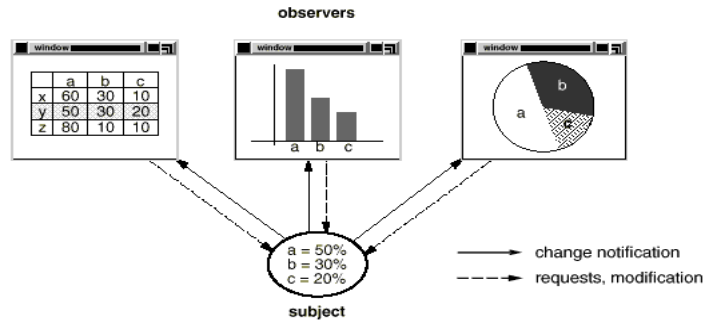 observers
window
a b c
x 60 30 10
y 50 30 20
z 80 10 10
window
a b c
window
a
b
c
a = 50%
b = 30%
c = 20%
subject
change notification
requests, modification